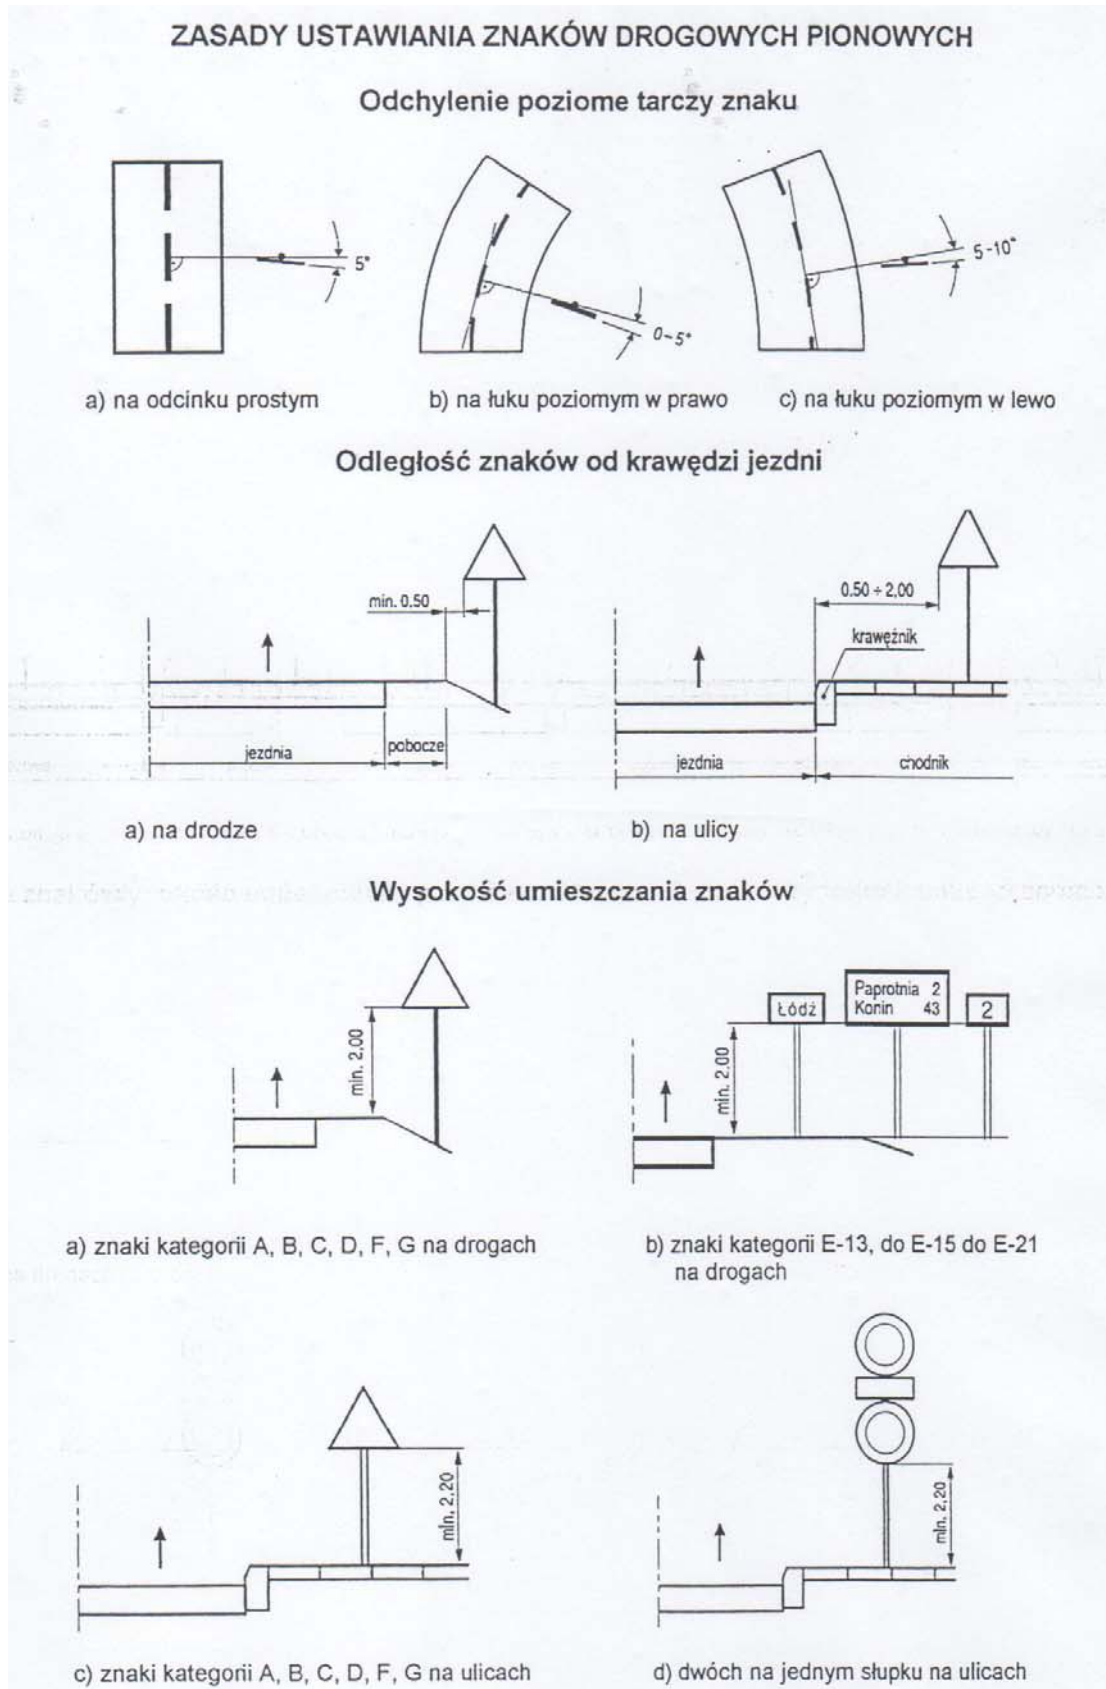 ZASADY USTAWIANIA ZNAKÓW DROGOWYCH PIONOWYCH
Odchylenie poziome tarczy znaku
5°
0-5°
5-10°
a) na odcinku prostym
b) na łuku poziomym w prawo
c) na łuku poziomym w lewo
Odległość znaków od krawędzi jezdni
min. 0.50
0.50 ÷ 2,00
krawężnik
jezdnia
pobocze
jezdnia
chodnik
a) na drodze
b) na ulicy
Wysokość umieszczania znaków
min. 2,00
min. 2,00
Łódź
Paprotnia 2
Konin 43
2
a) znaki kategorii A, B, C, D, F, G na drogach
b) znaki kategorii E-13, do E-15 do E-21
na drogach
min. 2,20
min. 2,20
c) znaki kategorii A, B, C, D, F, G na ulicach
d) dwóch na jednym słupku na ulicach